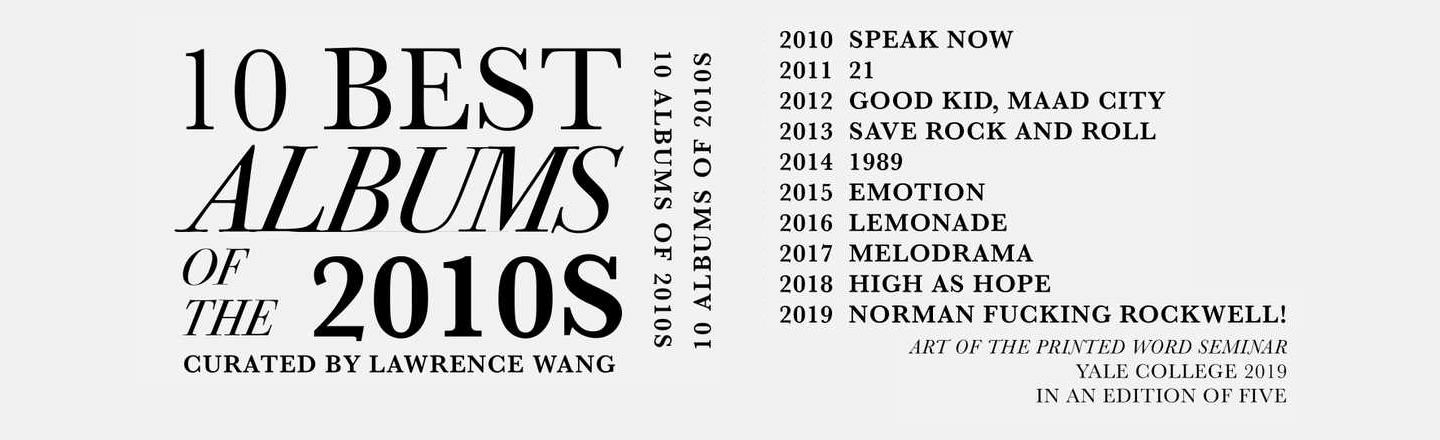 10 BEST
ALBUMS
OF
THE 2010S
CURATED BY LAWRENCE WANG
10 ALBUMS OF 2010S
10 ALBUMS OF 2010S
2010 SPEAK NOW
2011 21
2012 GOOD KID, MAAD CITY
2013 SAVE ROCK AND ROLL
2014 1989
2015 EMOTION
2016 LEMONADE
2017 MELODRAMA
2018 HIGH AS HOPE
2019 NORMAN FUCKING ROCKWELL!
ART OF THE PRINTED WORD SEMINAR
YALE COLLEGE 2019
IN AN EDITION OF FIVE